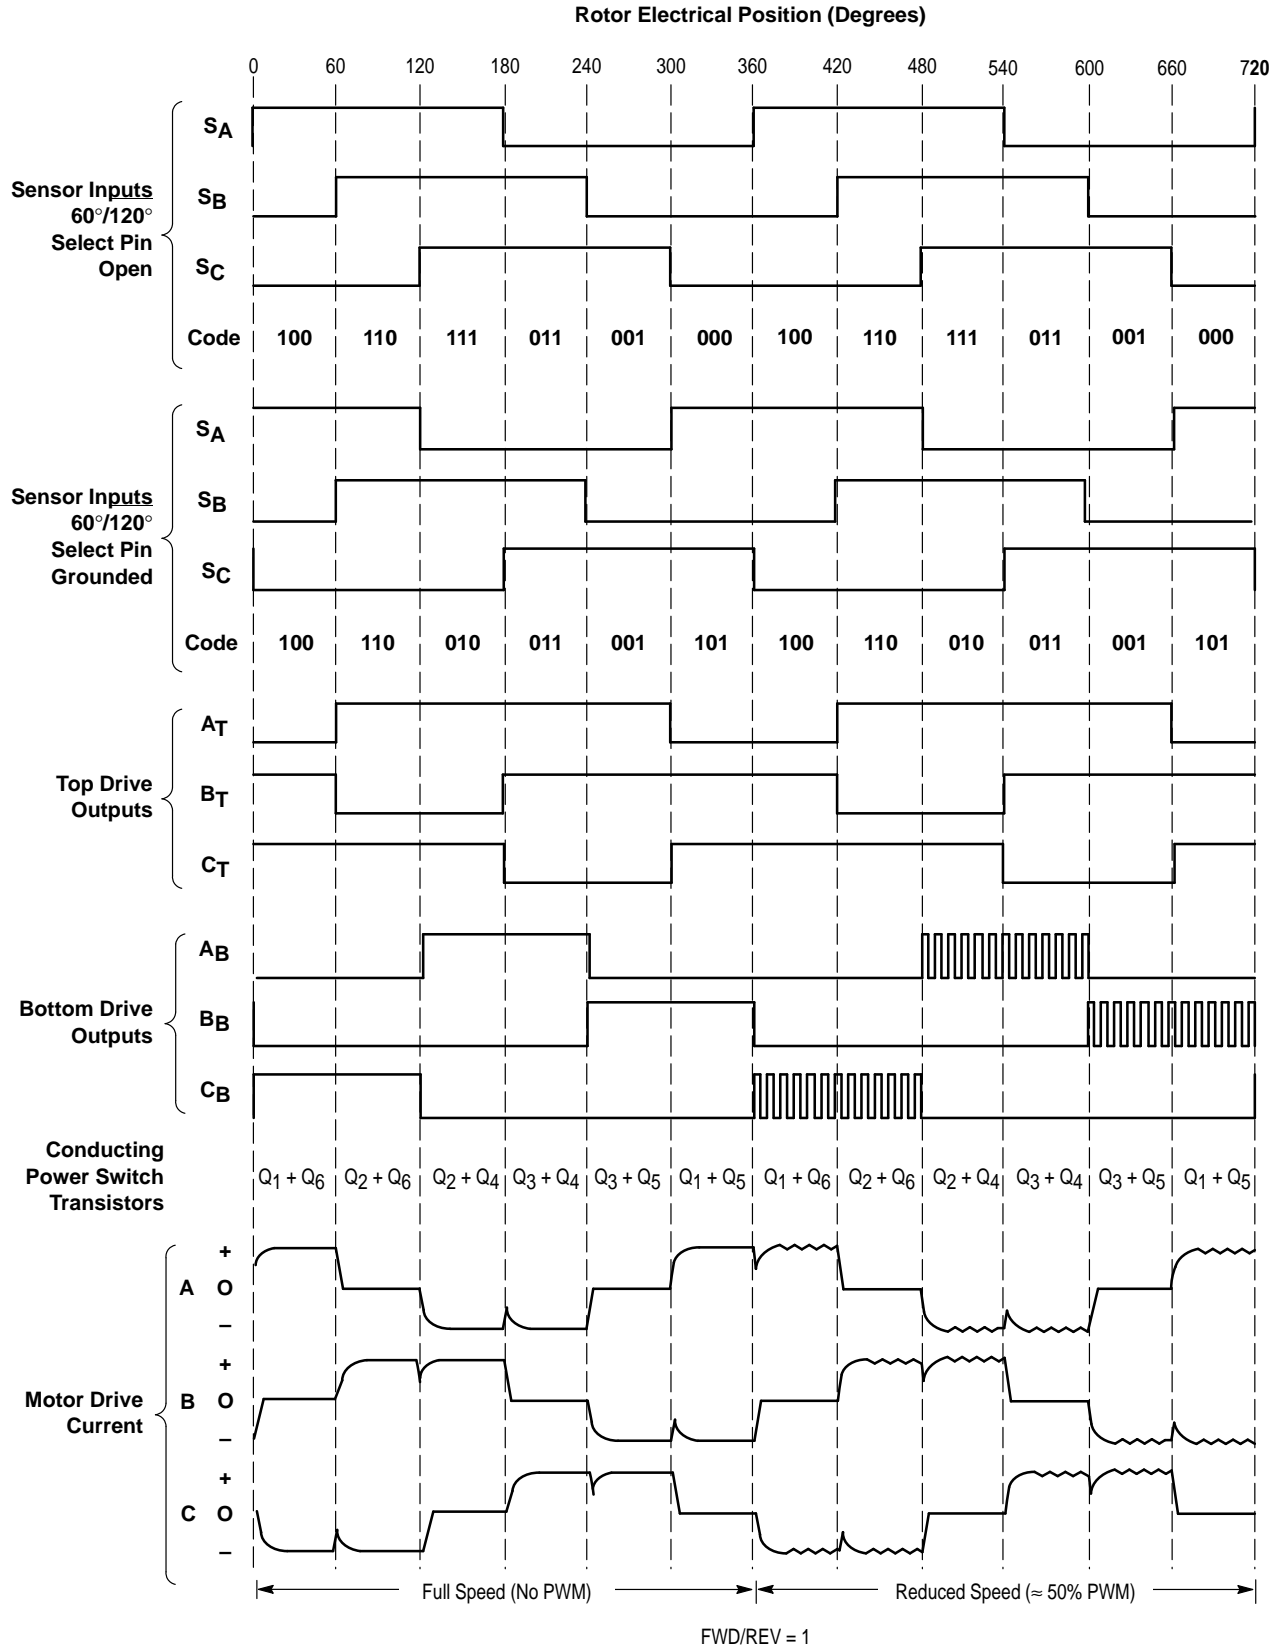 Rotor Electrical Position (Degrees)
0 60 120 180 240 300 360 420 480 540 600 660 720
Sensor Inputs
60°/120°
Select Pin
Open
SA
SB
SC
Code 100 110 111 011 001 000 100 110 111 011 001 000
Sensor Inputs
60°/120°
Select Pin
Grounded
SA
SB
SC
Code 100 110 010 011 001 101 100 110 010 011 001 101
Top Drive
Outputs
AT
BT
CT
Bottom Drive
Outputs
AB
BB
CB
Conducting
Power Switch
Transistors
Q1 + Q6 Q2 + Q6 Q2 + Q4 Q3 + Q4 Q3 + Q5 Q1 + Q5 Q1 + Q6 Q2 + Q6 Q2 + Q4 Q3 + Q4 Q3 + Q5 Q1 + Q5
Motor Drive
Current
+
A O
–
+
B O
–
+
C O
–
Full Speed (No PWM) Reduced Speed (≈ 50% PWM)
FWD/REV = 1